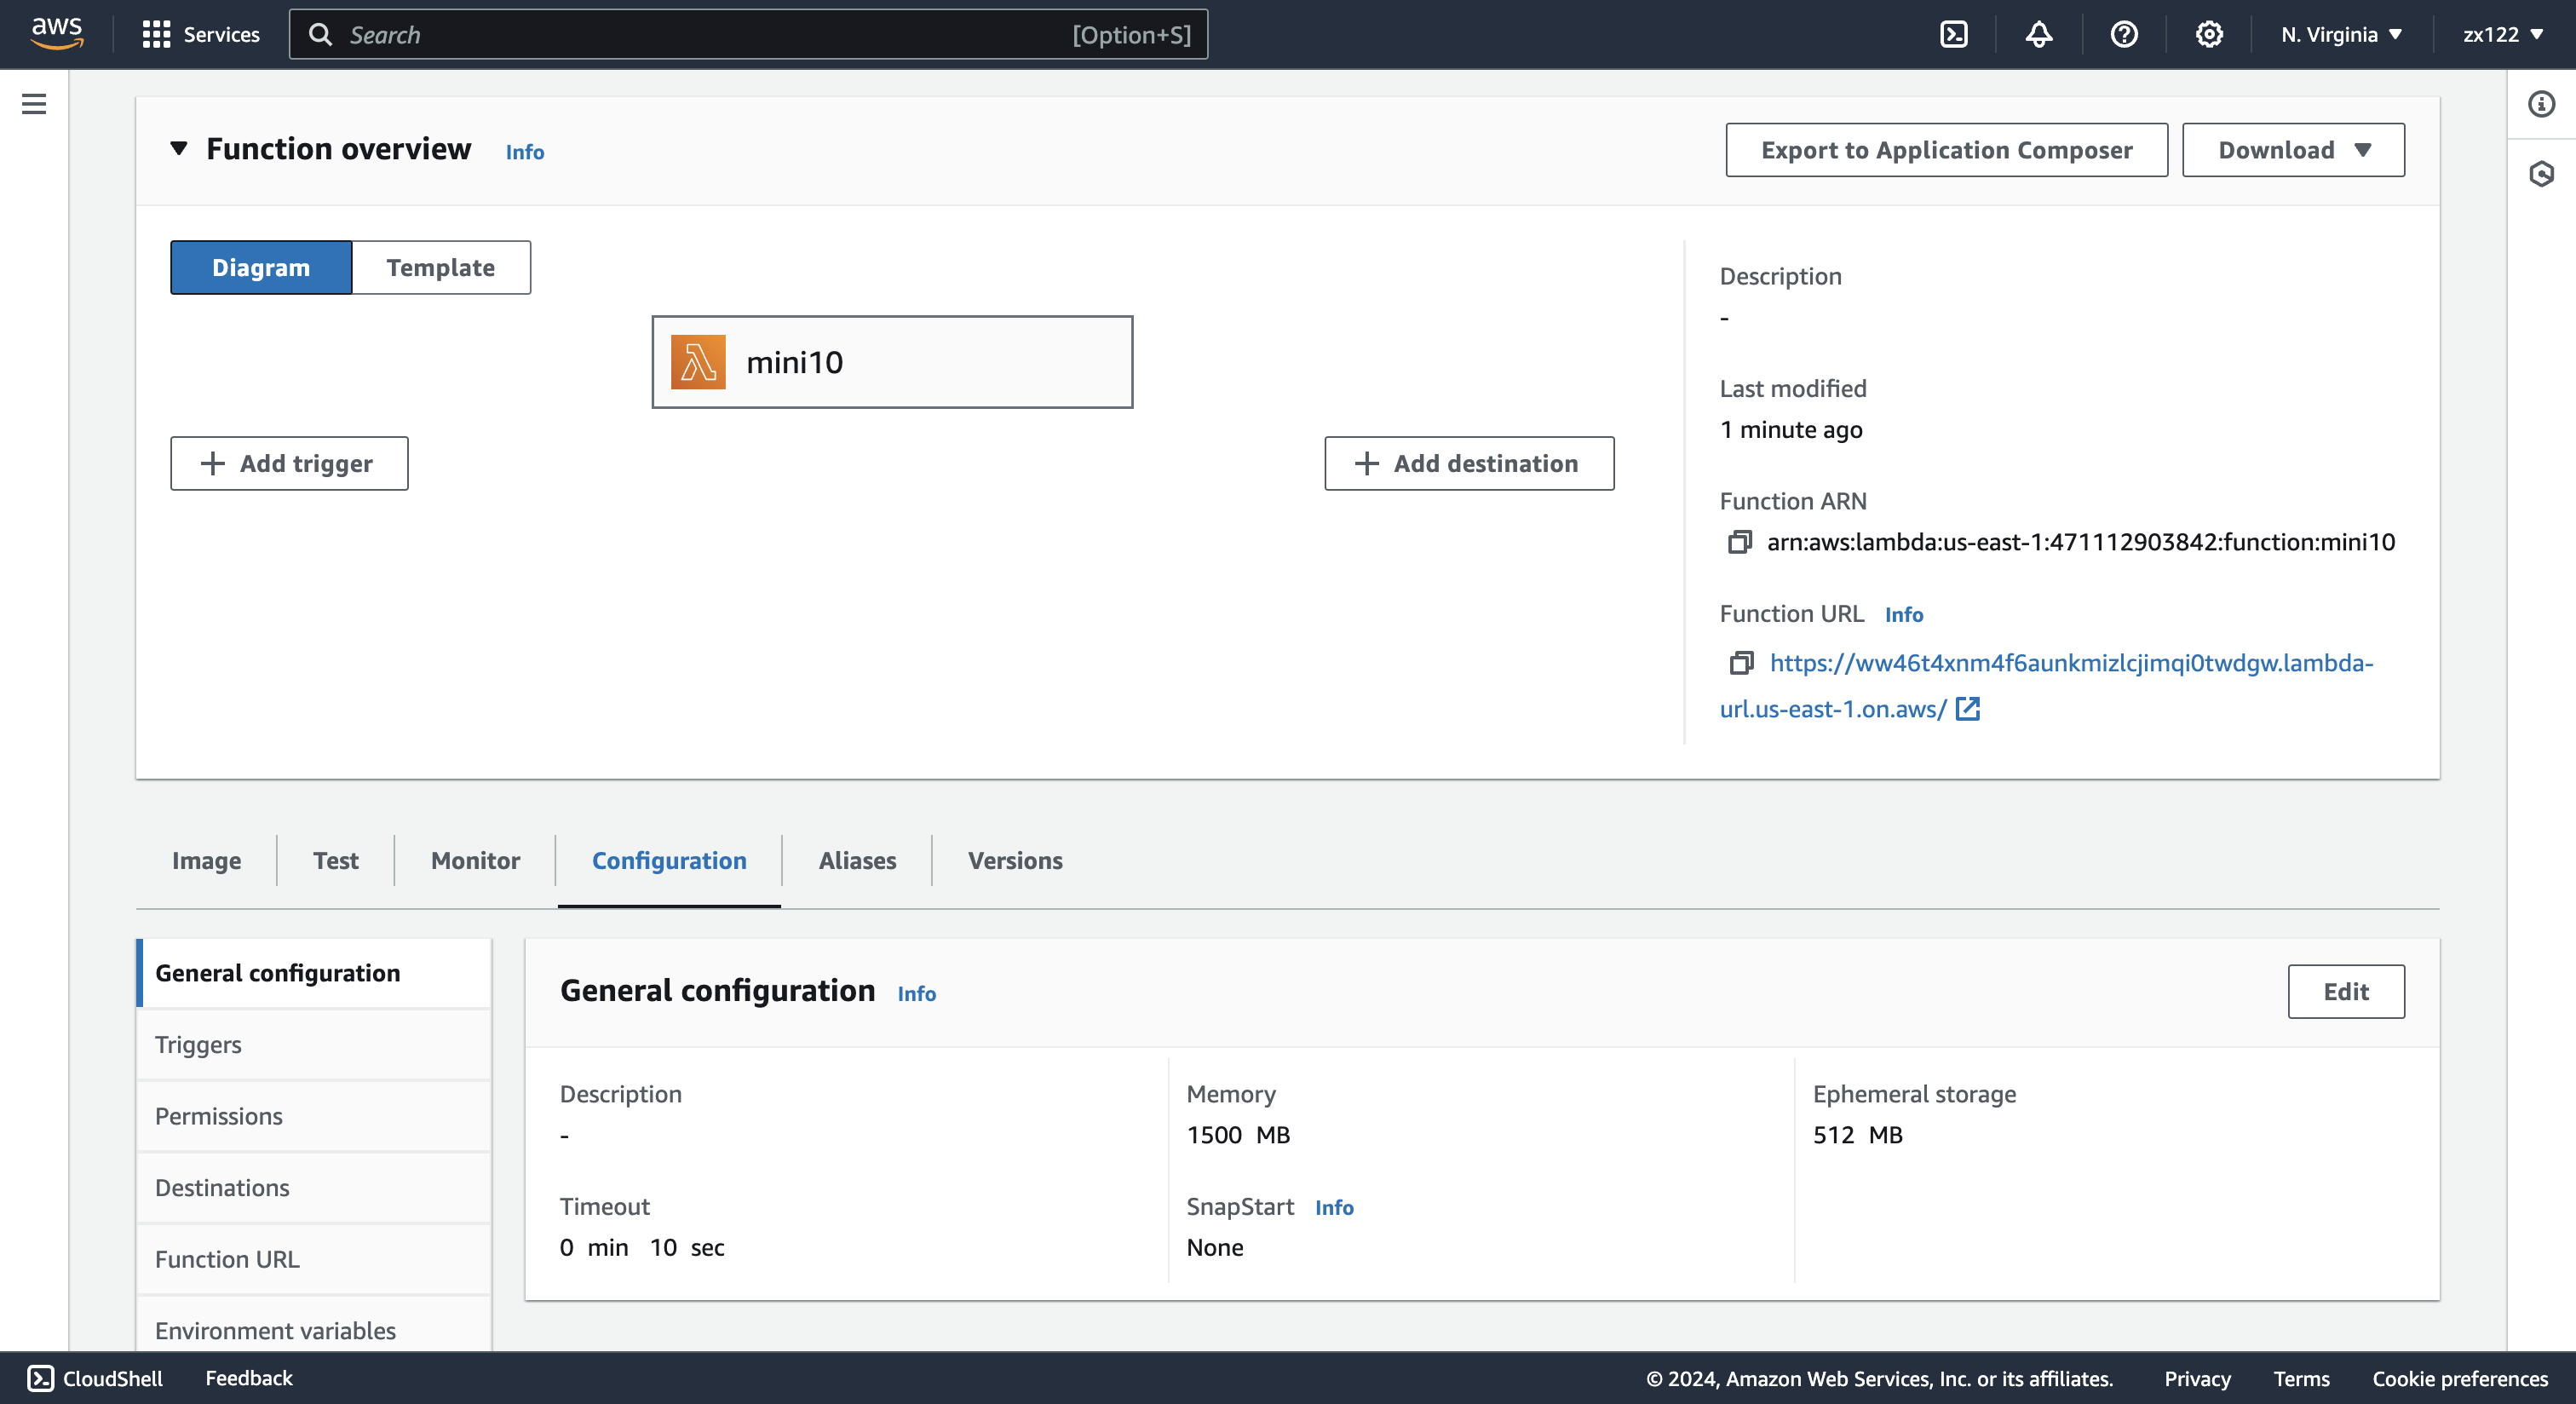 aws Services Search [Option+S] N. Virginia zx122
Function overview Info Export to Application Composer Download
Diagram Template
mini10
Add trigger
Add destination
Description
-
Last modified
1 minute ago
Function ARN
arn:aws:lambda:us-east-1:471112903842:function:mini10
Function URL Info
https://ww46t4xnm4f6aunkmizlcjimqi0twdgw.lambda-
url.us-east-1.on.aws/
Image Test Monitor Configuration Aliases Versions
General configuration
Triggers
Permissions
Destinations
Function URL
Environment variables
General configuration Info Edit
Description
-
Memory
1500 MB
Ephemeral storage
512 MB
Timeout
0 min 10 sec
SnapStart Info
None
CloudShell Feedback © 2024, Amazon Web Services, Inc. or its affiliates. Privacy Terms Cookie preferences